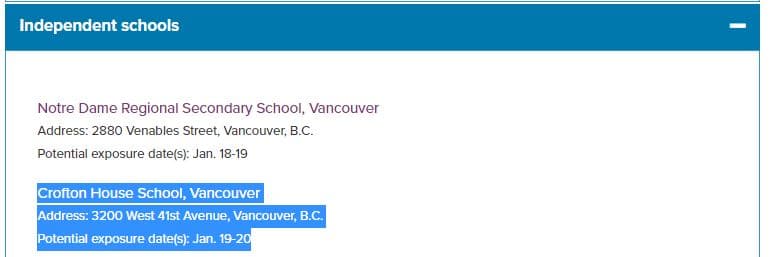 Independent schools
Notre Dame Regional Secondary School, Vancouver
Address: 2880 Venables Street, Vancouver, B.C.
Potential exposure date(s): Jan. 18-19
Crofton House School, Vancouver
Address: 3200 West 41st Avenue, Vancouver, B.C.
Potential exposure date(s): Jan. 19-20